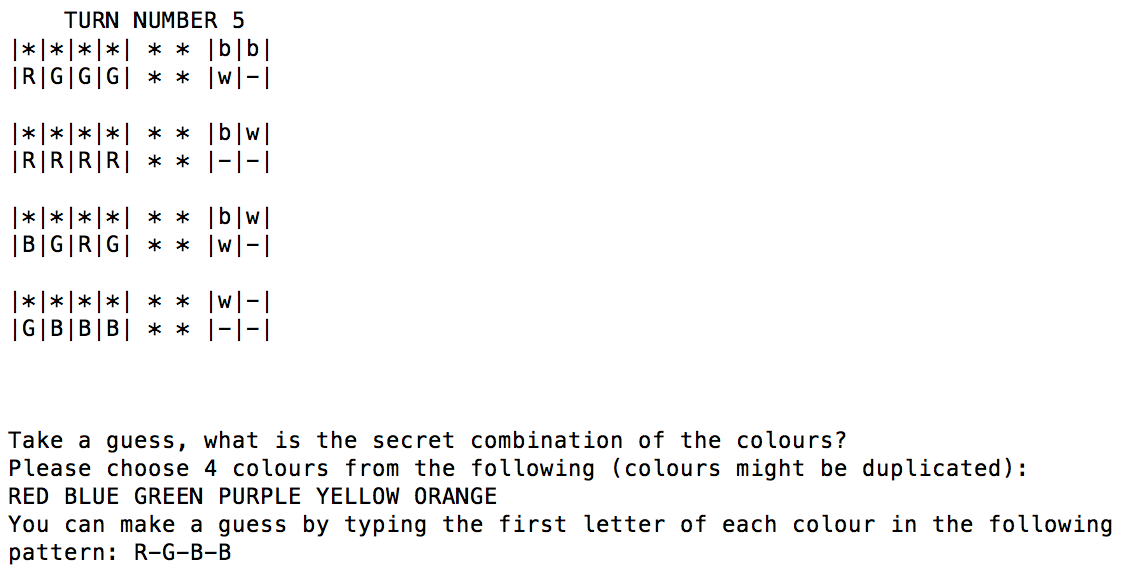 TURN NUMBER 5
|*|*|*|*| * * |b|b|
|R|G|G|G| * * |w|-|
|*|*|*|*| * * |b|w|
|R|R|R|R| * * |-|-|
|*|*|*|*| * * |b|w|
|B|G|R|G| * * |w|-|
|*|*|*|*| * * |w|-|
|G|B|B|B| * * |-|-|
Take a guess, what is the secret combination of the colours?
Please choose 4 colours from the following (colours might be duplicated):
RED BLUE GREEN PURPLE YELLOW ORANGE
You can make a guess by typing the first letter of each colour in the following
pattern: R-G-B-B